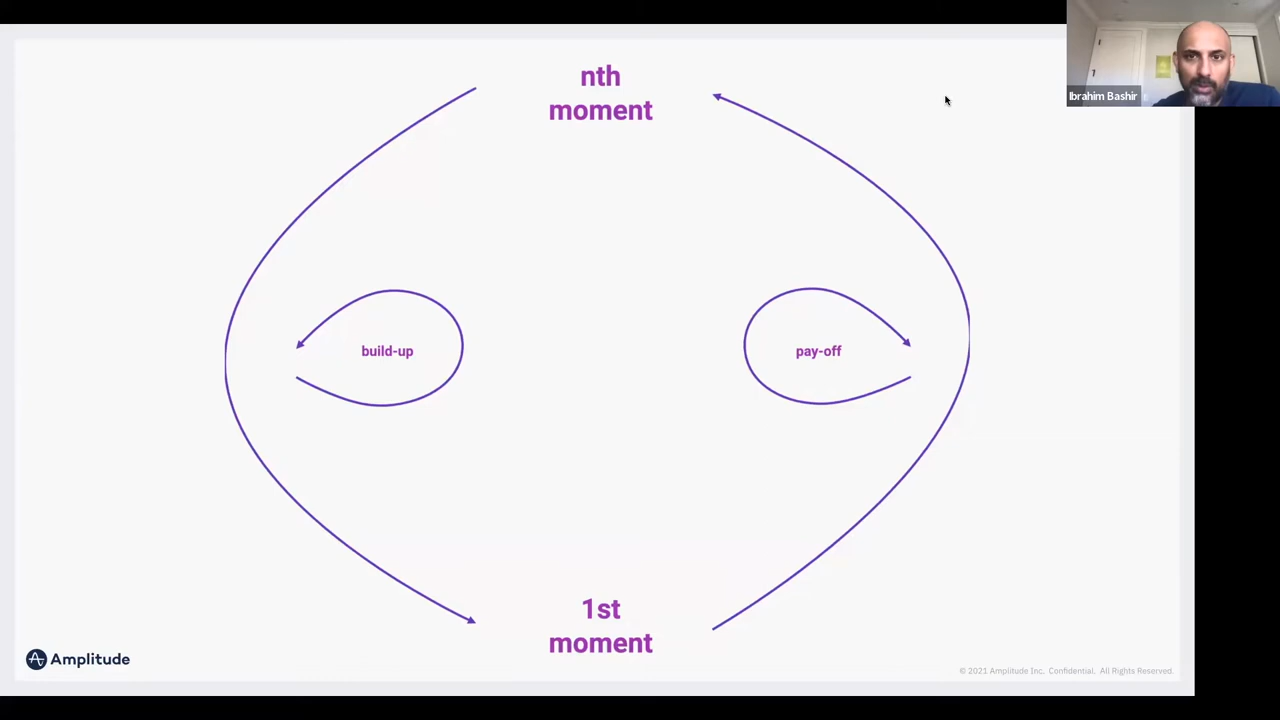 nth
moment
Ibrahim Bashir
build-up
pay-off
1st
moment
Amplitude
© 2021 Amplitude Inc. Confidential. All Rights Reserved.